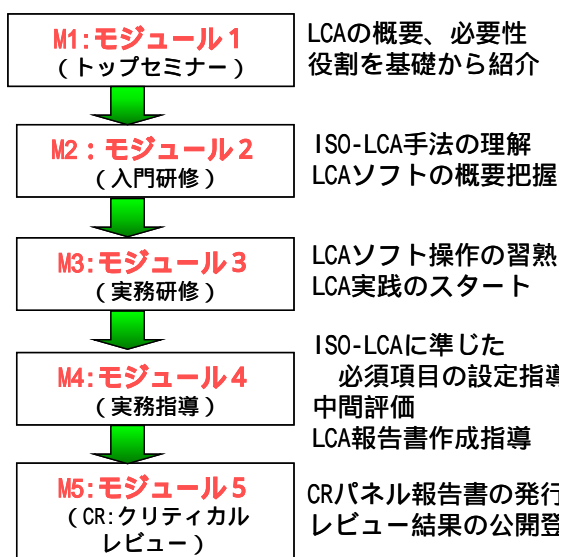 M1:モジュール1
(トップセミナー)
LCAの概要、必要性
役割を基礎から紹介
M2:モジュール2
(入門研修)
ISO-LCA手法の理解
LCAソフトの概要把握
M3:モジュール3
(実務研修)
LCAソフト操作の習熟
LCA実践のスタート
M4:モジュール4
(実務指導)
ISO-LCAに準じた
必須項目の設定指導
中間評価
LCA報告書作成指導
M5:モジュール5
(CR:クリティカル
レビュー)
CRパネル報告書の発行
レビュー結果の公開登